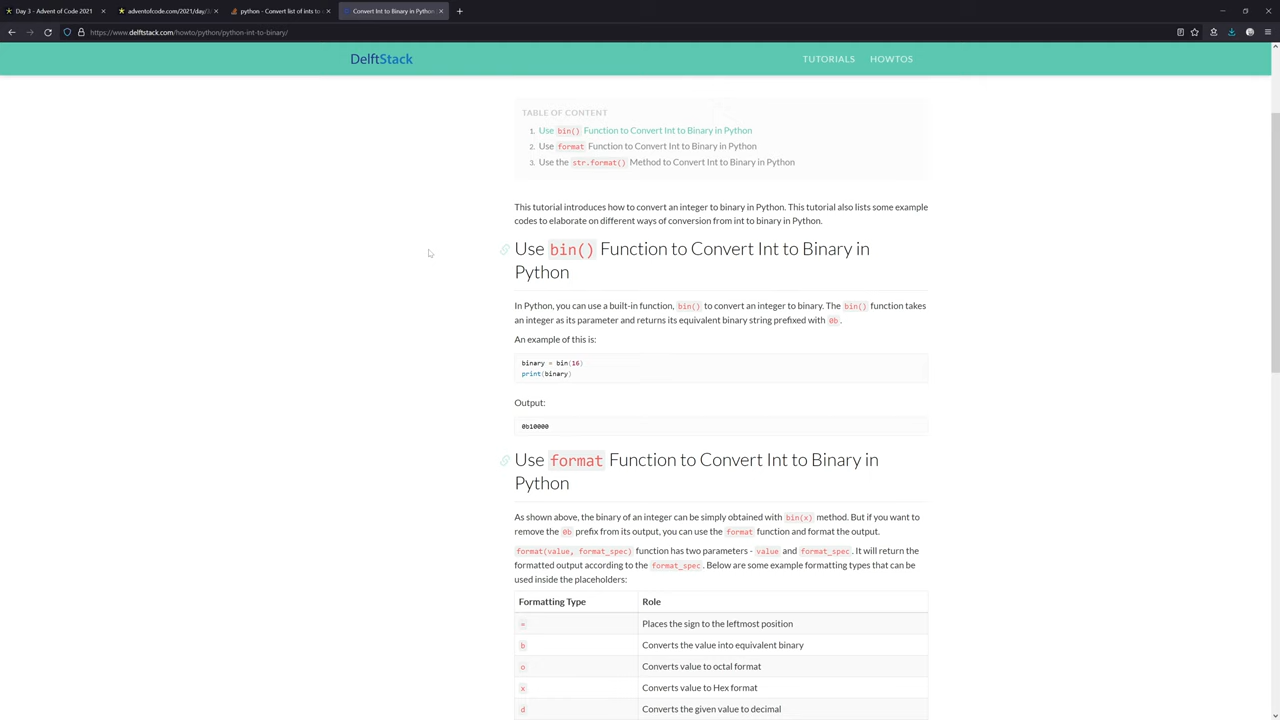 Day 3 - Advent of Code 2021
adventofcode.com/2021/day/3/
python - Convert list of ints to
Convert Int to Binary in Python
https://www.delftstack.com/howto/python/python-int-to-binary/
DelftStack
TUTORIALS
HOWTOS
TABLE OF CONTENT
1. Use bin() Function to Convert Int to Binary in Python
2. Use format Function to Convert Int to Binary in Python
3. Use the str.format() Method to Convert Int to Binary in Python
This tutorial introduces how to convert an integer to binary in Python. This tutorial also lists some example
codes to elaborate on different ways of conversion from int to binary in Python.
Use bin() Function to Convert Int to Binary in
Python
In Python, you can use a built-in function, bin() to convert an integer to binary. The bin() function takes
an integer as its parameter and returns its equivalent binary string prefixed with 0b.
An example of this is:
binary = bin(16)
print(binary)
Output:
0b10000
Use format Function to Convert Int to Binary in
Python
As shown above, the binary of an integer can be simply obtained with bin(x) method. But if you want to
remove the 0b prefix from its output, you can use the format function and format the output.
format(value, format_spec) function has two parameters - value and format_spec. It will return the
formatted output according to the format_spec. Below are some example formatting types that can be
used inside the placeholders:
Formatting Type Role
= Places the sign to the leftmost position
b Converts the value into equivalent binary
o Converts value to octal format
x Converts value to Hex format
d Converts the given value to decimal